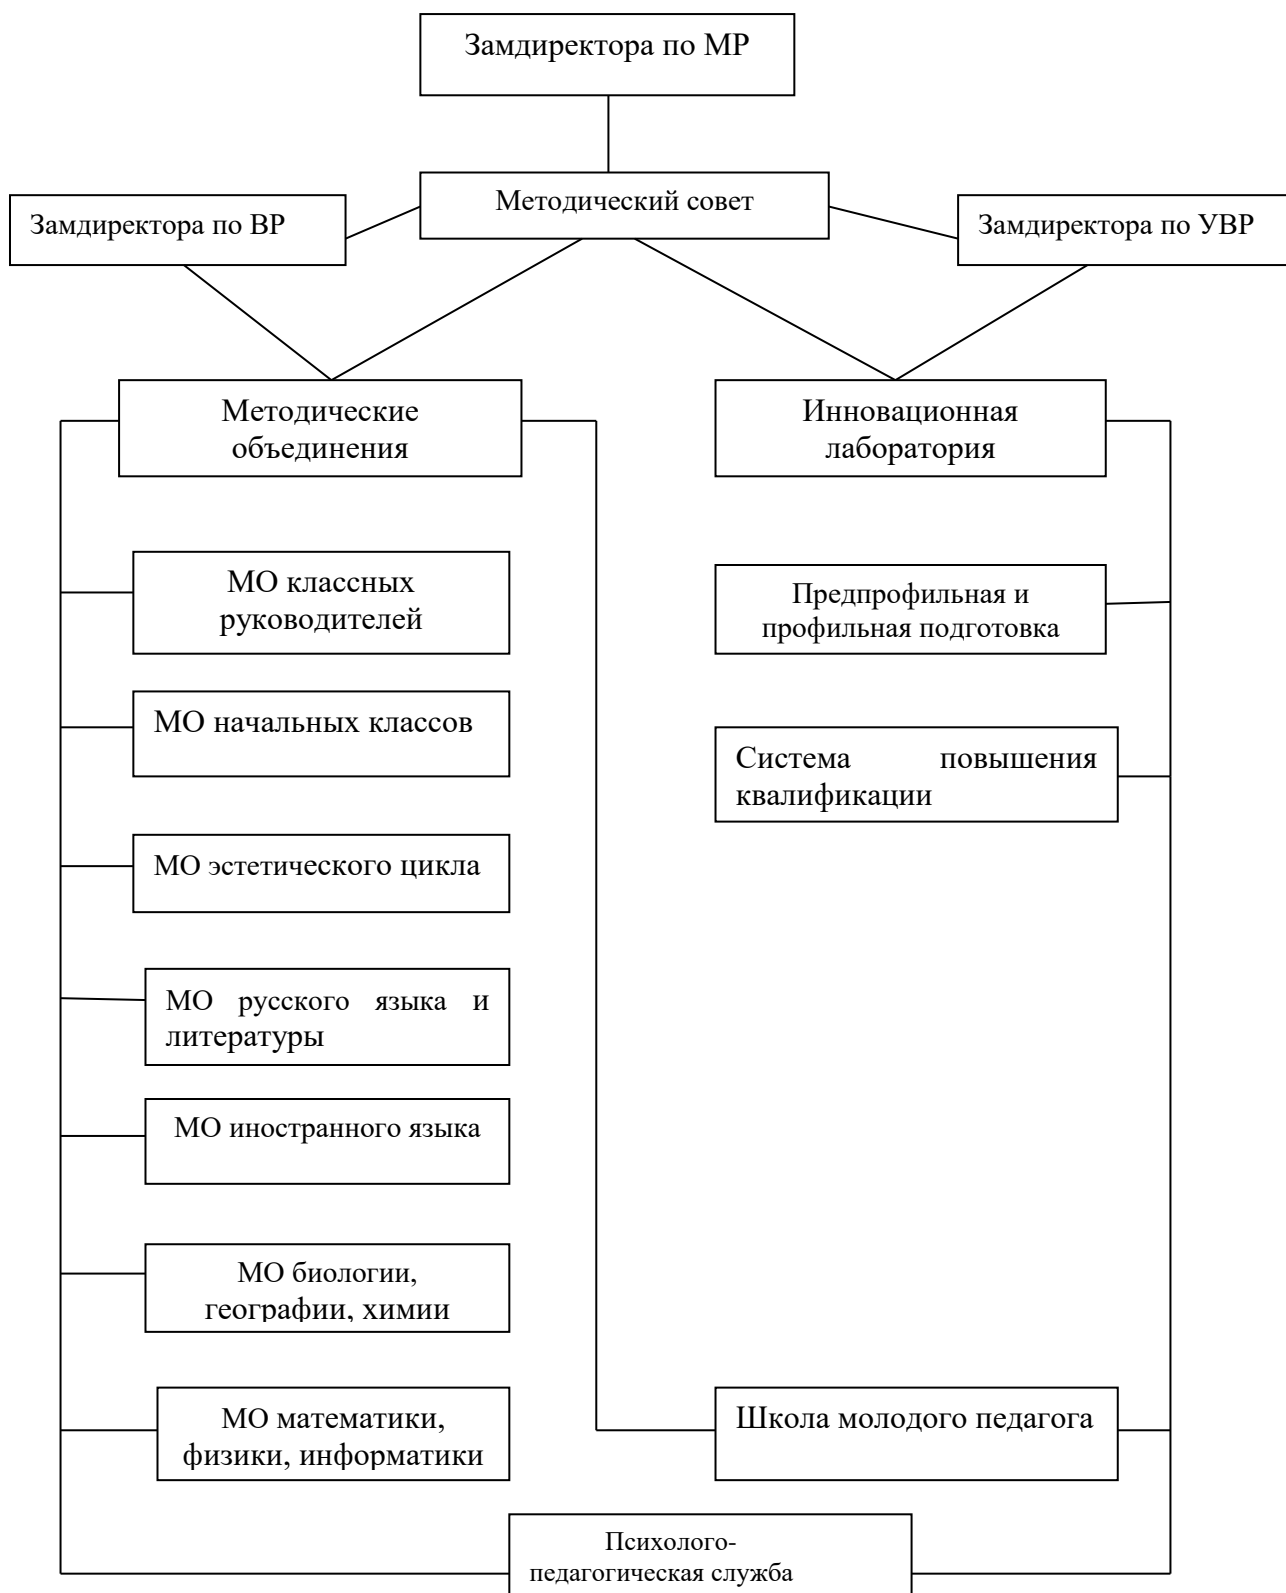 Замдиректора по МР
Методический совет
Замдиректора по ВР
Замдиректора по УВР
Методические
объединения
Инновационная
лаборатория
МО классных
руководителей
Предпрофильная и
профильная подготовка
МО начальных классов
Система повышения
квалификации
МО эстетического цикла
МО русского языка и
литературы
МО иностранного языка
МО биологии,
географии, химии
МО математики,
физики, информатики
Школа молодого педагога
Психолого-
педагогическая служба